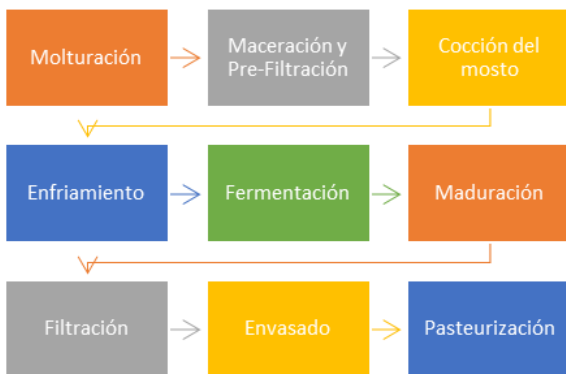 Molturación
Maceración y
Pre-Filtración
Cocción del
mosto
Enfriamiento
Fermentación
Maduración
Filtración
Envasado
Pasteurización